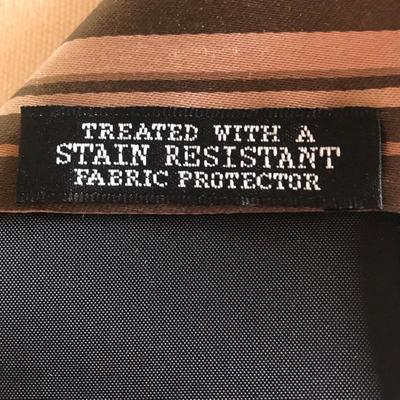 TREATED WITH A
STAIN RESISTANT
FABRIC PROTECTOR